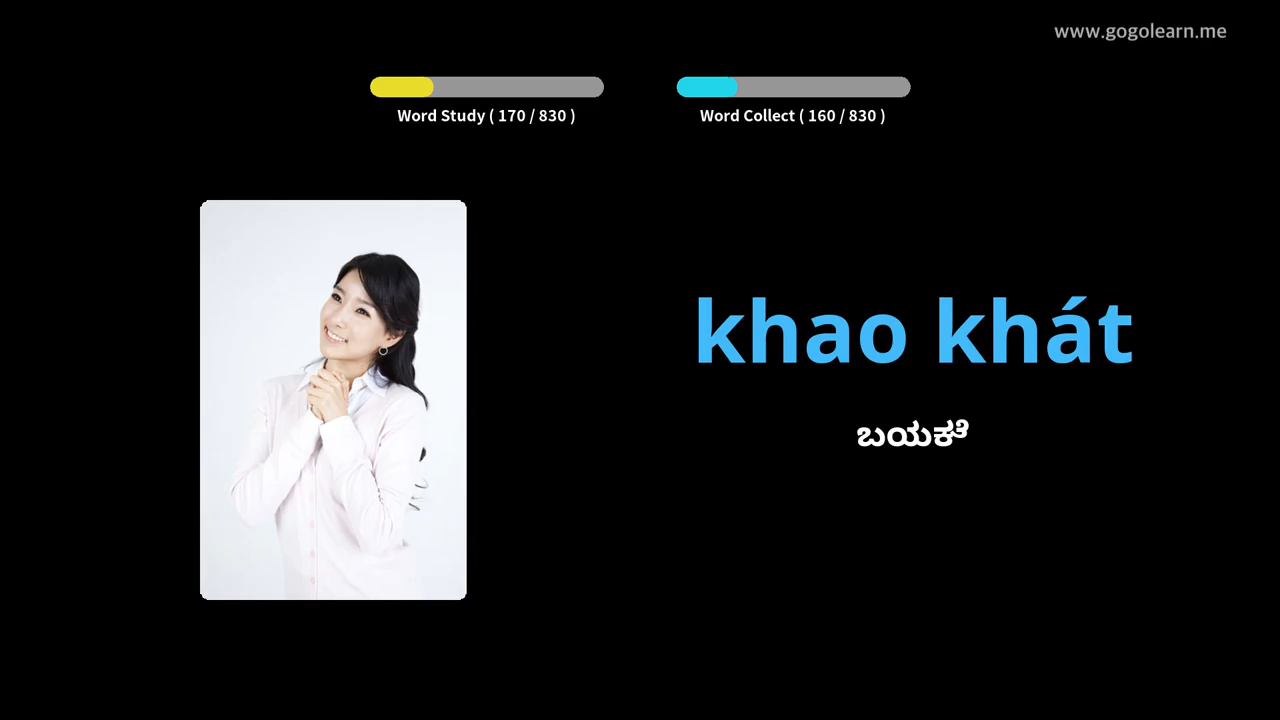 www.gogolearn.me
Word Study ( 170 / 830 )
Word Collect ( 160 / 830 )
khao khát
ಬಯಕೆ